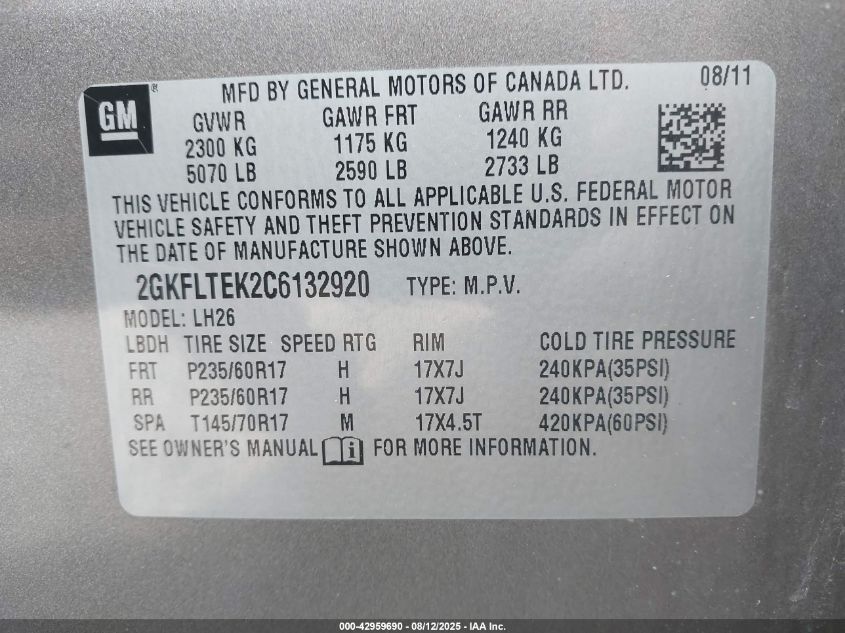 GM ® MFD BY GENERAL MOTORS OF CANADA LTD. 08/11
GVWR GAWR FRT GAWR RR
2300 KG 1175 KG 1240 KG
5070 LB 2590 LB 2733 LB
THIS VEHICLE CONFORMS TO ALL APPLICABLE U.S. FEDERAL MOTOR
VEHICLE SAFETY AND THEFT PREVENTION STANDARDS IN EFFECT ON
THE DATE OF MANUFACTURE SHOWN ABOVE.
2GKFLTEK2C6132920 TYPE: M.P.V.
MODEL: LH26
LBDH TIRE SIZE SPEED RTG RIM COLD TIRE PRESSURE
FRT P235/60R17 H 17X7J 240KPA(35PSI)
RR P235/60R17 H 17X7J 240KPA(35PSI)
SPA T145/70R17 M 17X4.5T 420KPA(60PSI)
SEE OWNER'S MANUAL i FOR MORE INFORMATION.
000-42959690 - 08/12/2025 - IAA Inc.